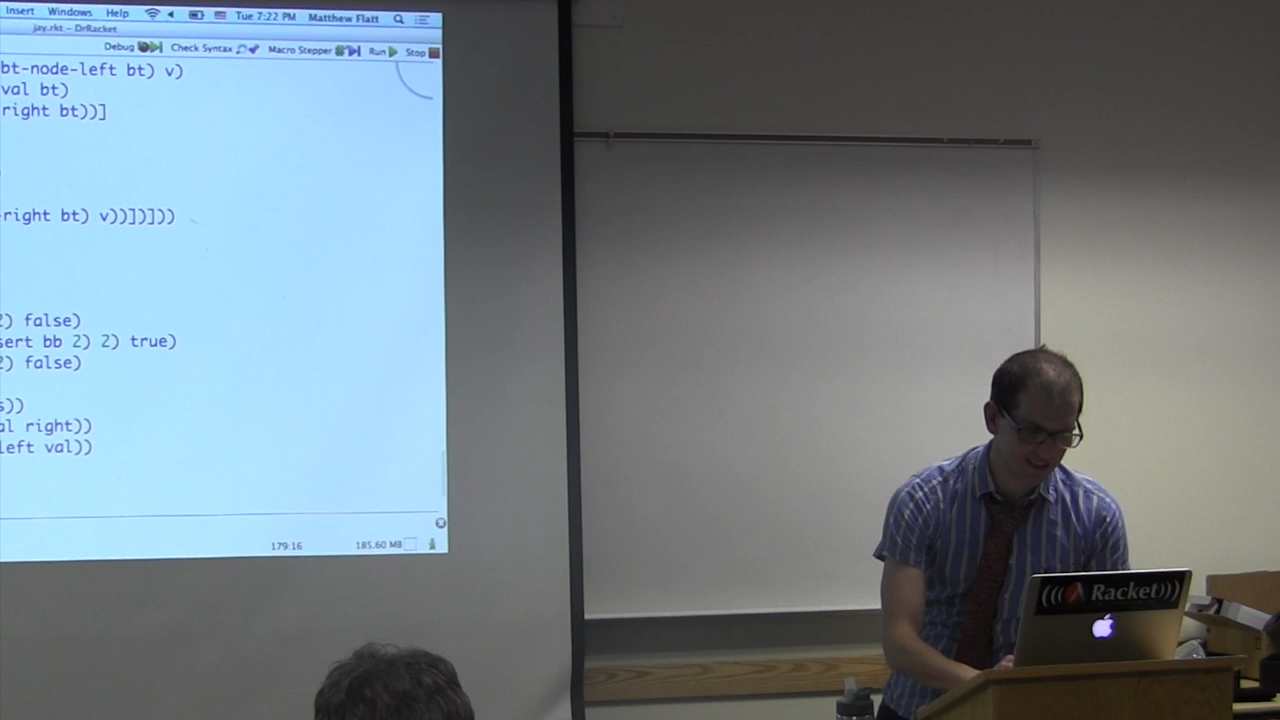 Insert Windows Help Tue 7:22 PM Matthew Flatt
jay.rkt – DrRacket
Debug Check Syntax Macro Stepper Run Stop
bt-node-left bt) v)
val bt)
right bt))]
-right bt) v))])]))
2) false)
sert bb 2) 2) true)
2) false)
s))
al right))
left val))
179:16 185.60 MB
(((Racket)))